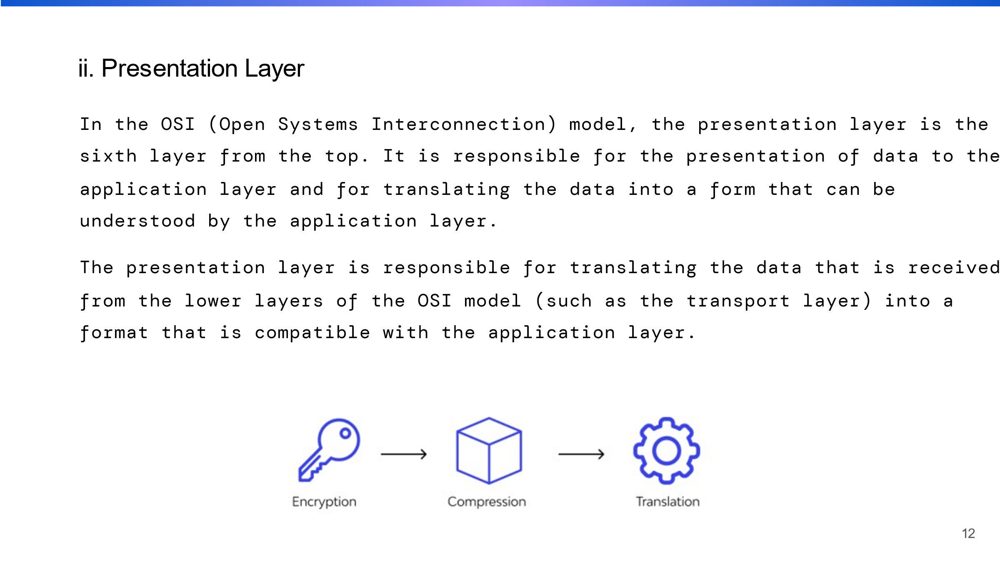 ii. Presentation Layer
In the OSI (Open Systems Interconnection) model, the presentation layer is the
sixth layer from the top. It is responsible for the presentation of data to the
application layer and for translating the data into a form that can be
understood by the application layer.
The presentation layer is responsible for translating the data that is received
from the lower layers of the OSI model (such as the transport layer) into a
format that is compatible with the application layer.
Encryption
Compression
Translation
12